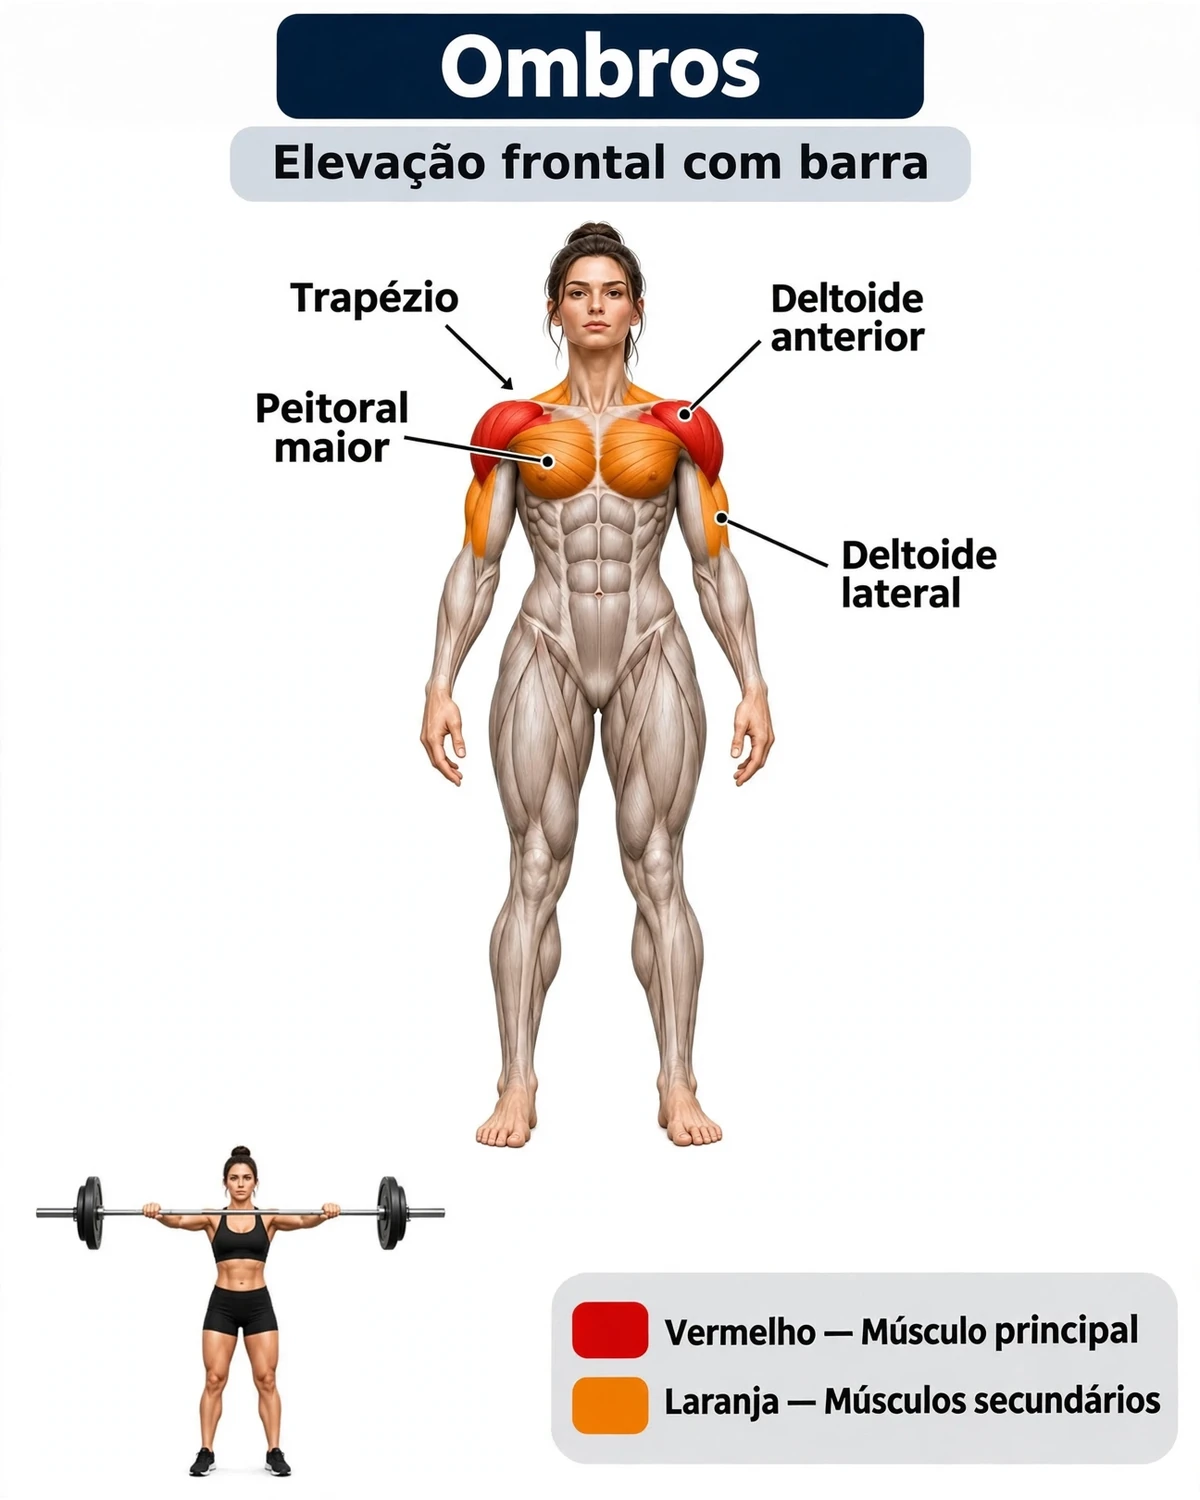 Ombros
Elevação frontal com barra
Trapézio
Deltoide
anterior
Peitoral
maior
Deltoide
lateral
Vermelho — Músculo principal
Laranja — Músculos secundários